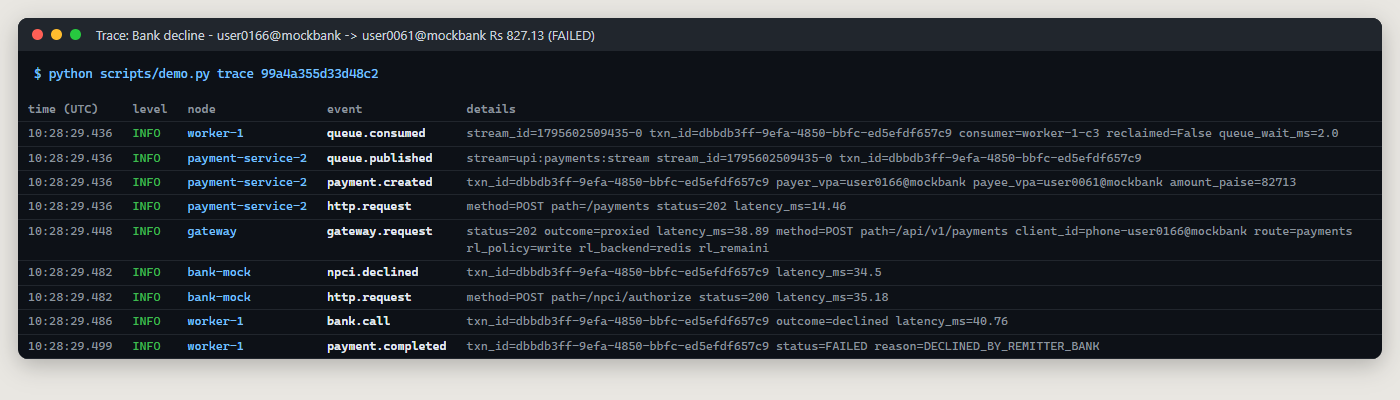 Trace: Bank decline - user0166@mockbank -> user0061@mockbank Rs 827.13 (FAILED)
$ python scripts/demo.py trace 99a4a355d33d48c2
time (UTC) level node event details
10:28:29.436 INFO worker-1 queue.consumed stream_id=1795602509435-0 txn_id=dbbdb3ff-9efa-4850-bbfc-ed5efdf657c9 consumer=worker-1-c3 reclaimed=False queue_wait_ms=2.0
10:28:29.436 INFO payment-service-2 queue.published stream=upi:payments:stream stream_id=1795602509435-0 txn_id=dbbdb3ff-9efa-4850-bbfc-ed5efdf657c9
10:28:29.436 INFO payment-service-2 payment.created txn_id=dbbdb3ff-9efa-4850-bbfc-ed5efdf657c9 payer_vpa=user0166@mockbank payee_vpa=user0061@mockbank amount_paise=82713
10:28:29.436 INFO payment-service-2 http.request method=POST path=/payments status=202 latency_ms=14.46
10:28:29.448 INFO gateway gateway.request status=202 outcome=proxied latency_ms=38.89 method=POST path=/api/v1/payments client_id=phone-user0166@mockbank route=payments
rl_policy=write rl_backend=redis rl_remaini
10:28:29.482 INFO bank-mock npci.declined txn_id=dbbdb3ff-9efa-4850-bbfc-ed5efdf657c9 latency_ms=34.5
10:28:29.482 INFO bank-mock http.request method=POST path=/npci/authorize status=200 latency_ms=35.18
10:28:29.486 INFO worker-1 bank.call txn_id=dbbdb3ff-9efa-4850-bbfc-ed5efdf657c9 outcome=declined latency_ms=40.76
10:28:29.499 INFO worker-1 payment.completed txn_id=dbbdb3ff-9efa-4850-bbfc-ed5efdf657c9 status=FAILED reason=DECLINED_BY_REMITTER_BANK